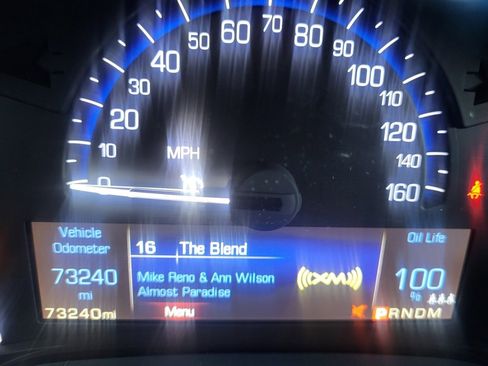 0
10
20
30
40
50
60
70
80
90
100
110
120
140
160
MPH
Vehicle
Odometer
73240
mi
73240mi
16 The Blend
Mike Reno & Ann Wilson
Almost Paradise
Menu
((XM))
Oil Life
100
%
PRNDM